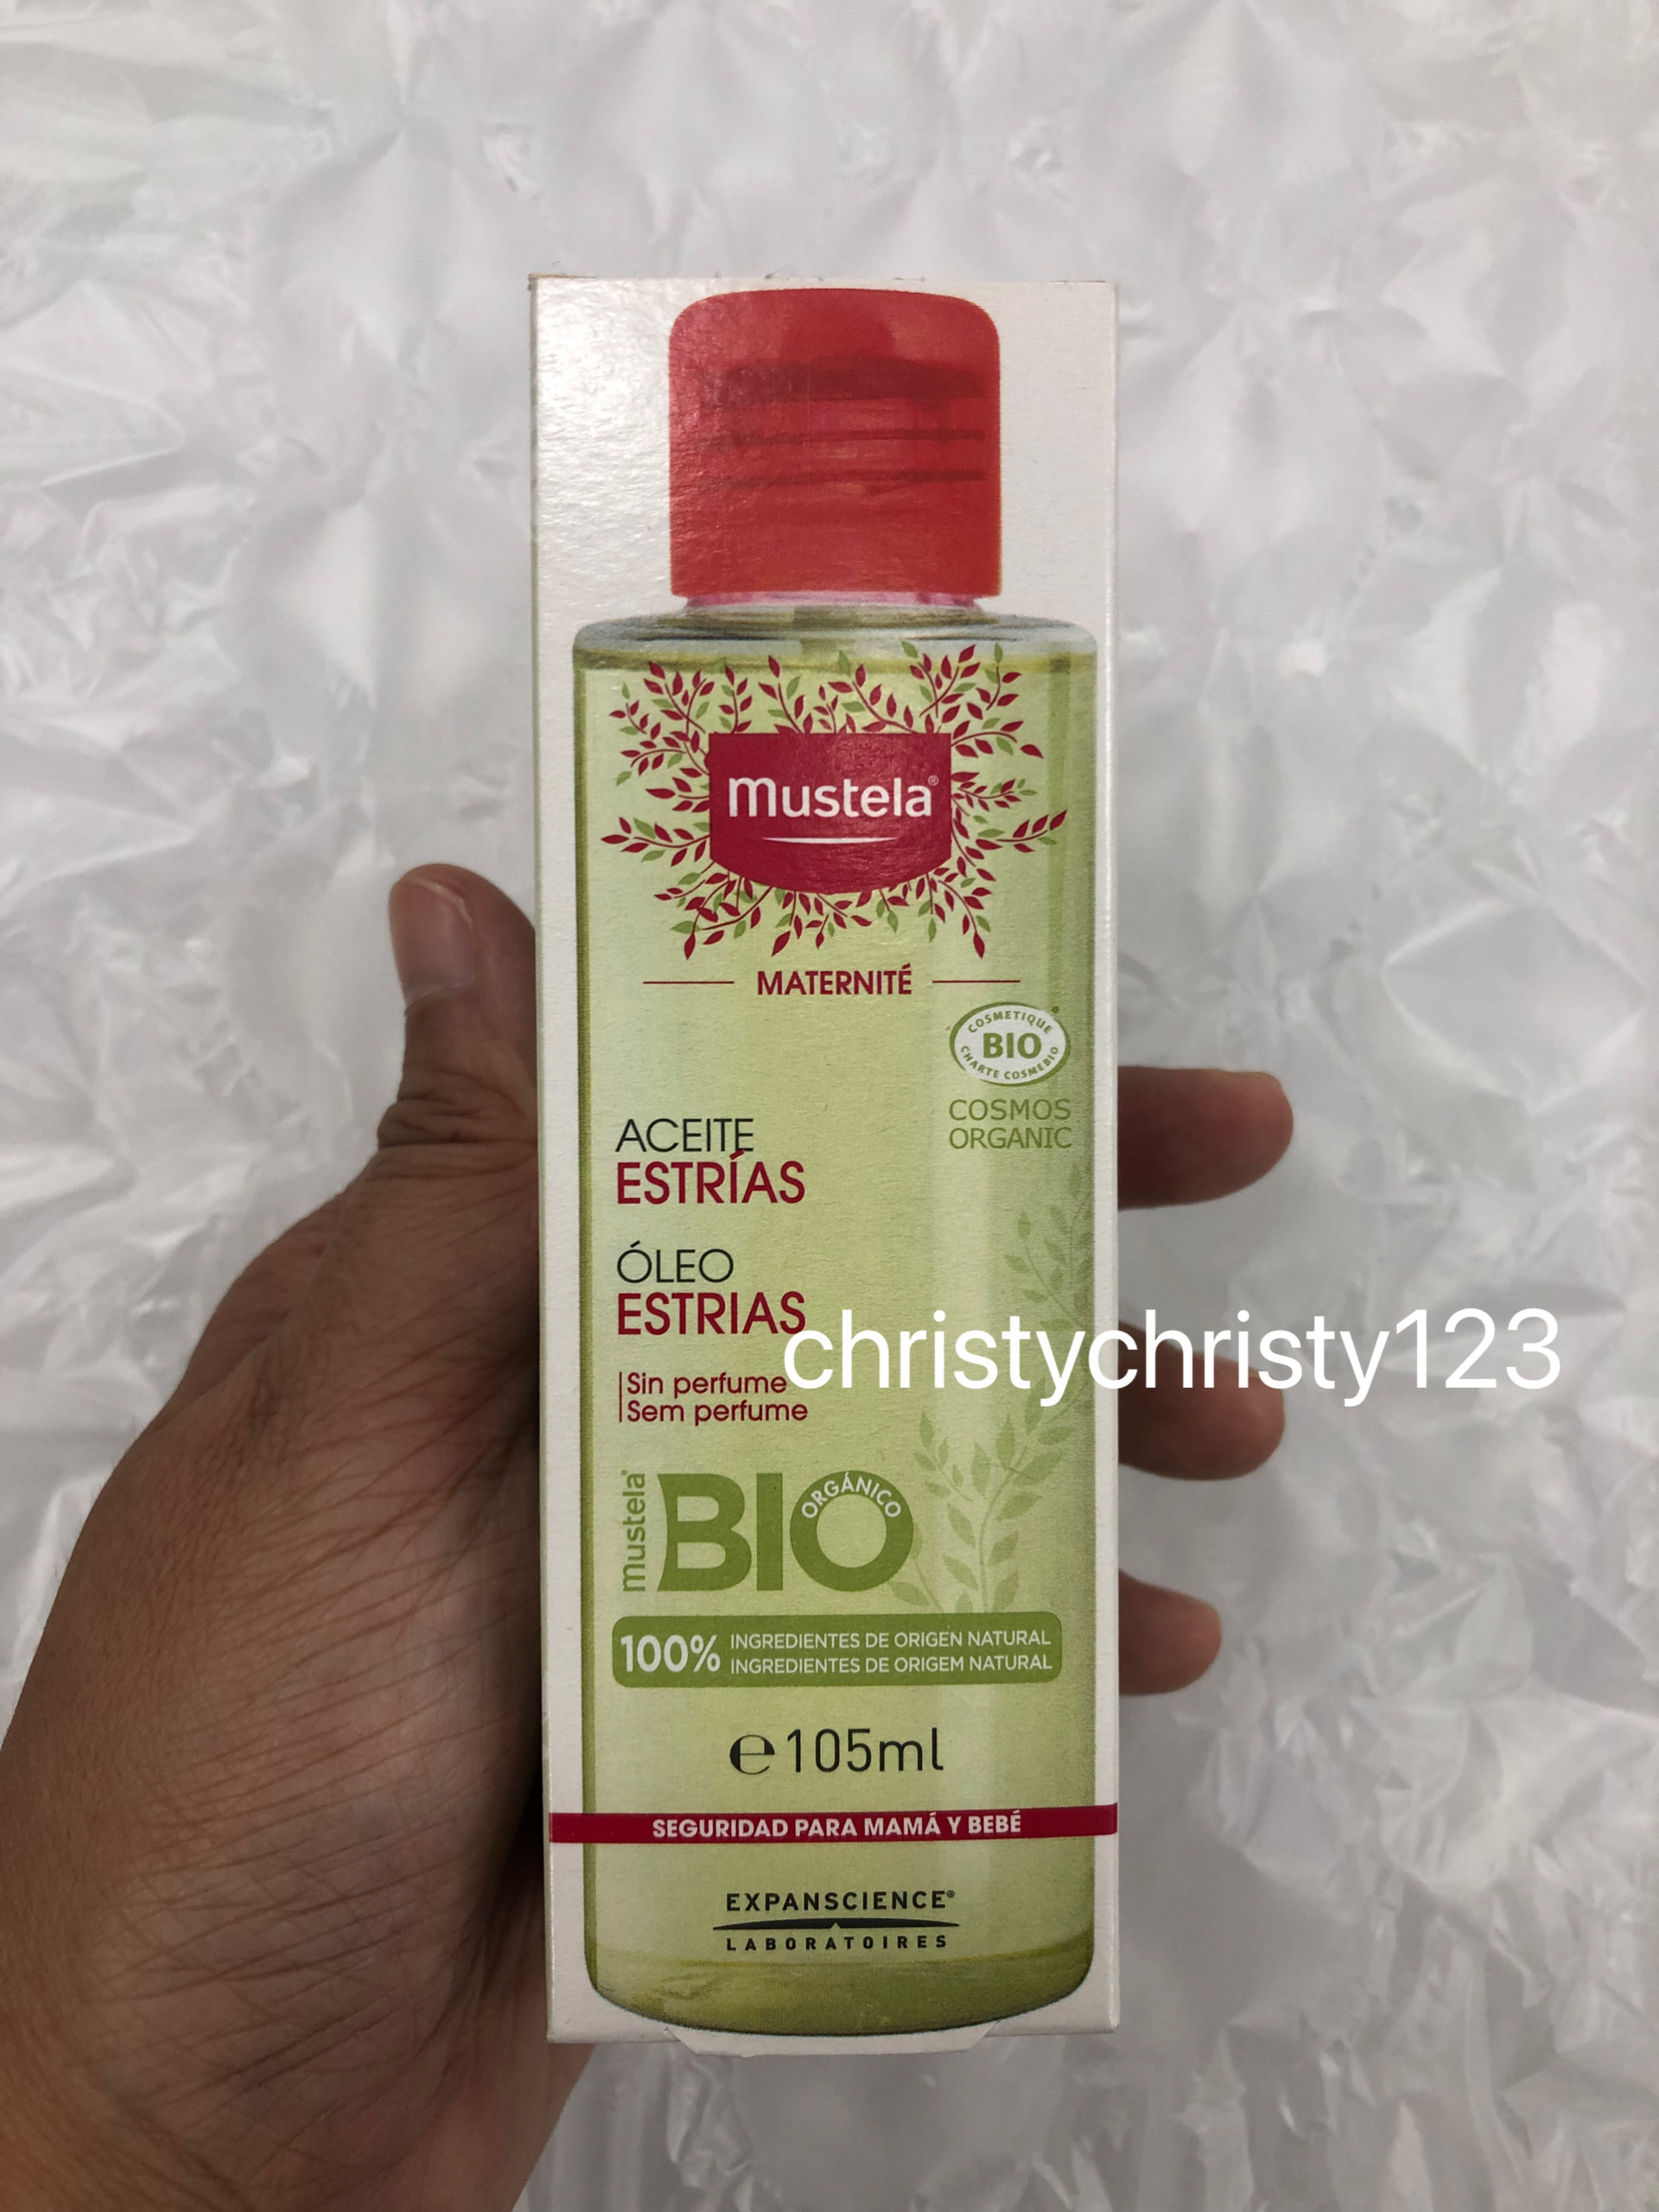 mustela®
MATERNITÉ
COSMETIQUE
BIO
CHARTE COSMEBIO
COSMOS
ORGANIC
ACEITE
ESTRÍAS
ÓLEO
ESTRIAS
christychristy123
Sin perfume
Sem perfume
mustela®
BIO
ORGÁNICO
100% INGREDIENTES DE ORIGEN NATURAL
INGREDIENTES DE ORIGEM NATURAL
℮105ml
SEGURIDAD PARA MAMÁ Y BEBÉ
EXPANSCIENCE®
LABORATOIRES